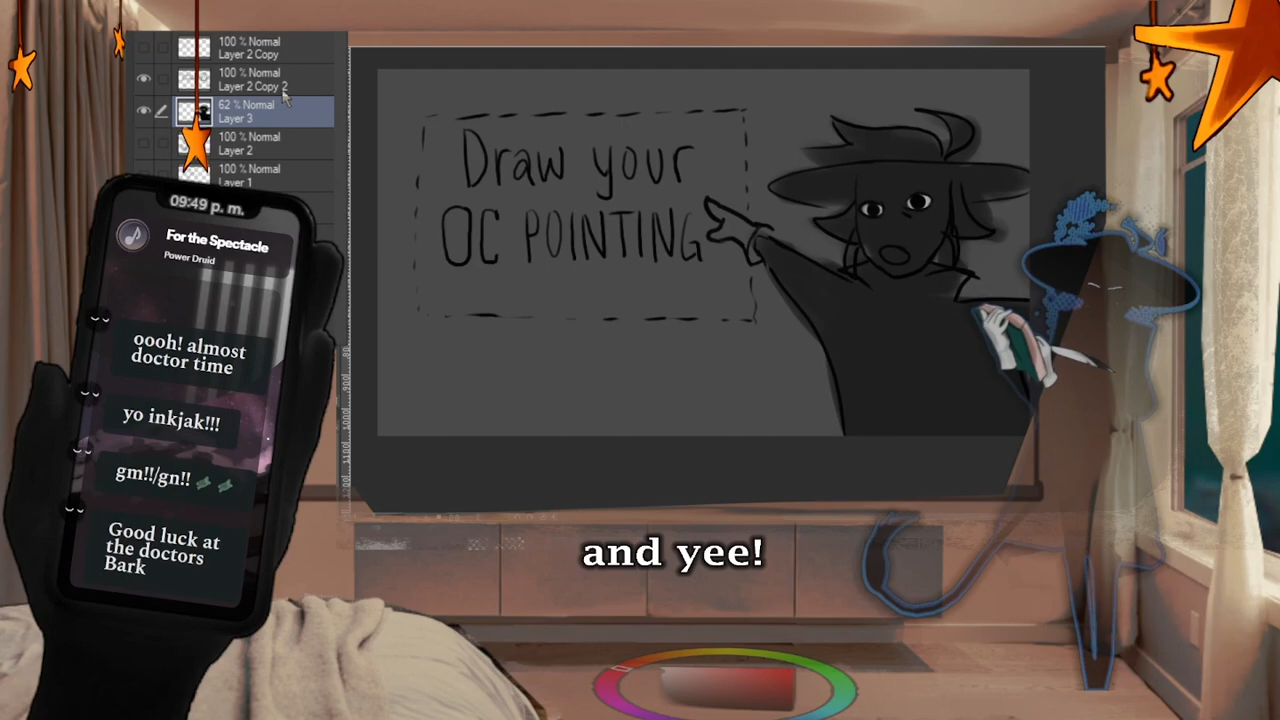 100 % Normal
Layer 2 Copy
100 % Normal
Layer 2 Copy 2
62 % Normal
Layer 3
100 % Normal
Layer 2
100 % Normal
Layer 1
09:49 p. m.
For the Spectacle
Power Druid
oooh! almost
doctor time
yo inkjak!!!
gm!!/gn!!
Good luck at
the doctors
Bark
Draw your
OC POINTING
and yee!